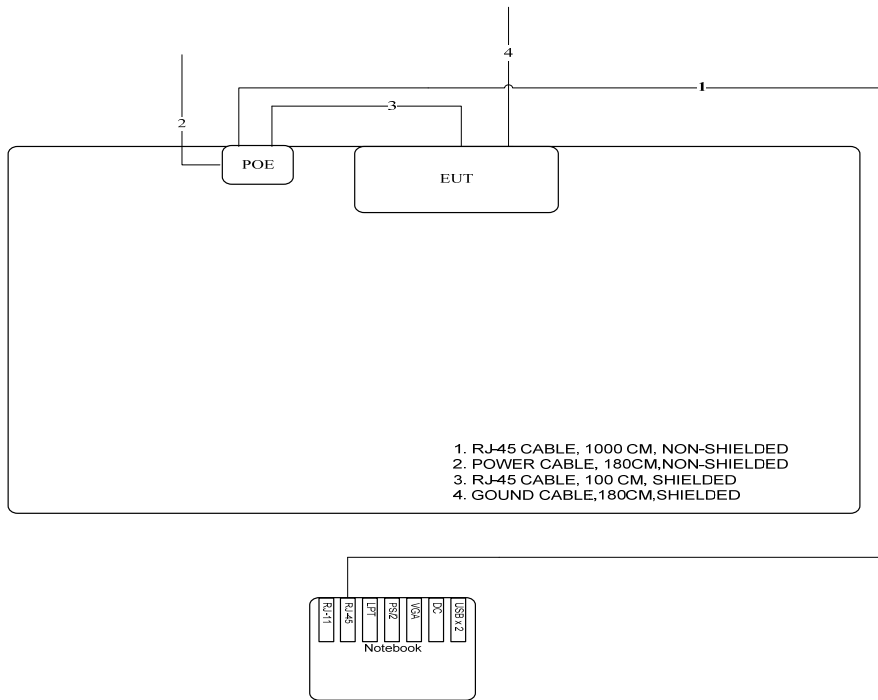 4
1
3
2
POE
EUT
1. RJ-45 CABLE, 1000 CM, NON-SHIELDED
2. POWER CABLE, 180CM,NON-SHIELDED
3. RJ-45 CABLE, 100 CM, SHIELDED
4. GOUND CABLE,180CM,SHIELDED
RJ-11
RJ-45
LPT
PS/2
VGA
DC
USB x 2
Notebook